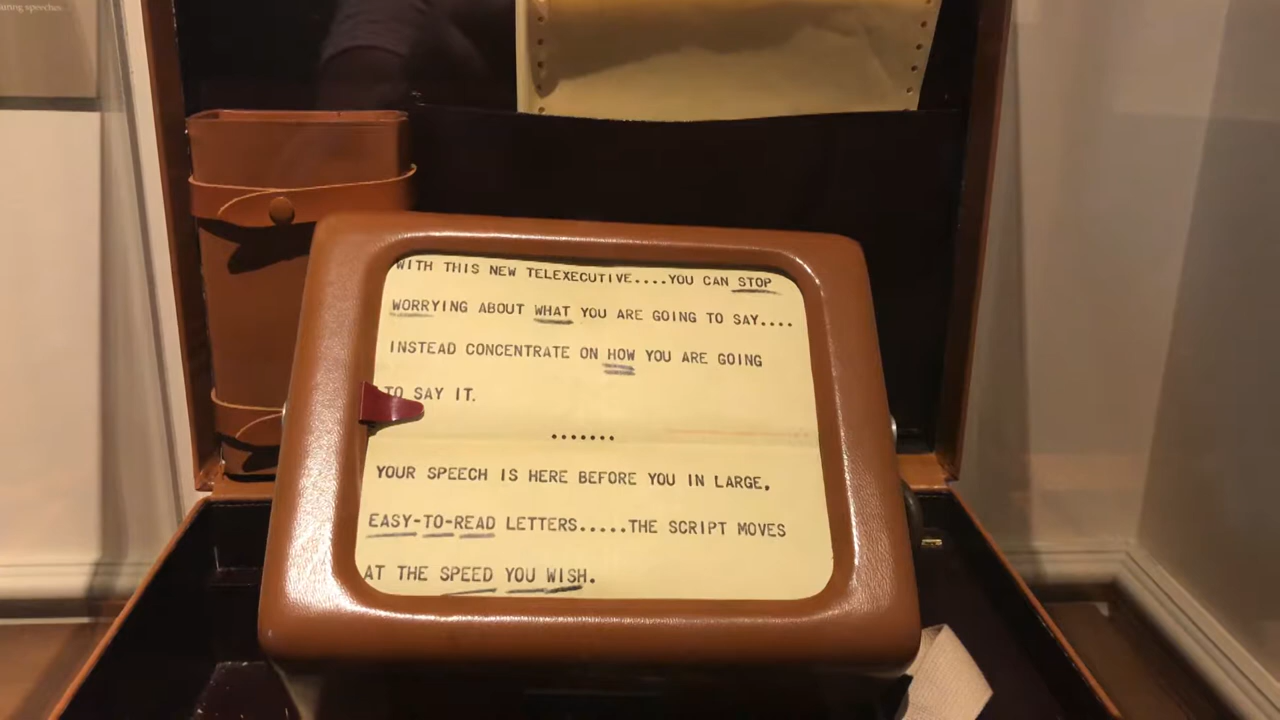 during speeches.
WITH THIS NEW TELEXECUTIVE....YOU CAN STOP
WORRYING ABOUT WHAT YOU ARE GOING TO SAY....
INSTEAD CONCENTRATE ON HOW YOU ARE GOING
TO SAY IT.
.......
YOUR SPEECH IS HERE BEFORE YOU IN LARGE,
EASY-TO-READ LETTERS.....THE SCRIPT MOVES
AT THE SPEED YOU WISH.